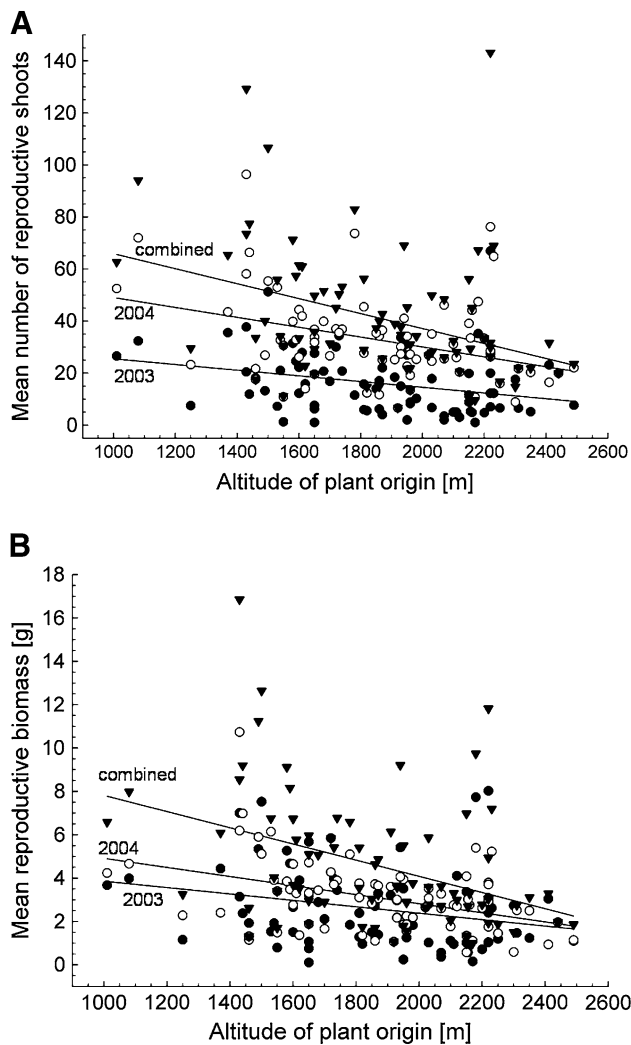 A
Mean number of reproductive shoots
140
120
100
80
60
40
20
0
combined
2004
2003
1000 1200 1400 1600 1800 2000 2200 2400 2600
Altitude of plant origin [m]
B
Mean reproductive biomass [g]
18
16
14
12
10
8
6
4
2
0
combined
2004
2003
1000 1200 1400 1600 1800 2000 2200 2400 2600
Altitude of plant origin [m]